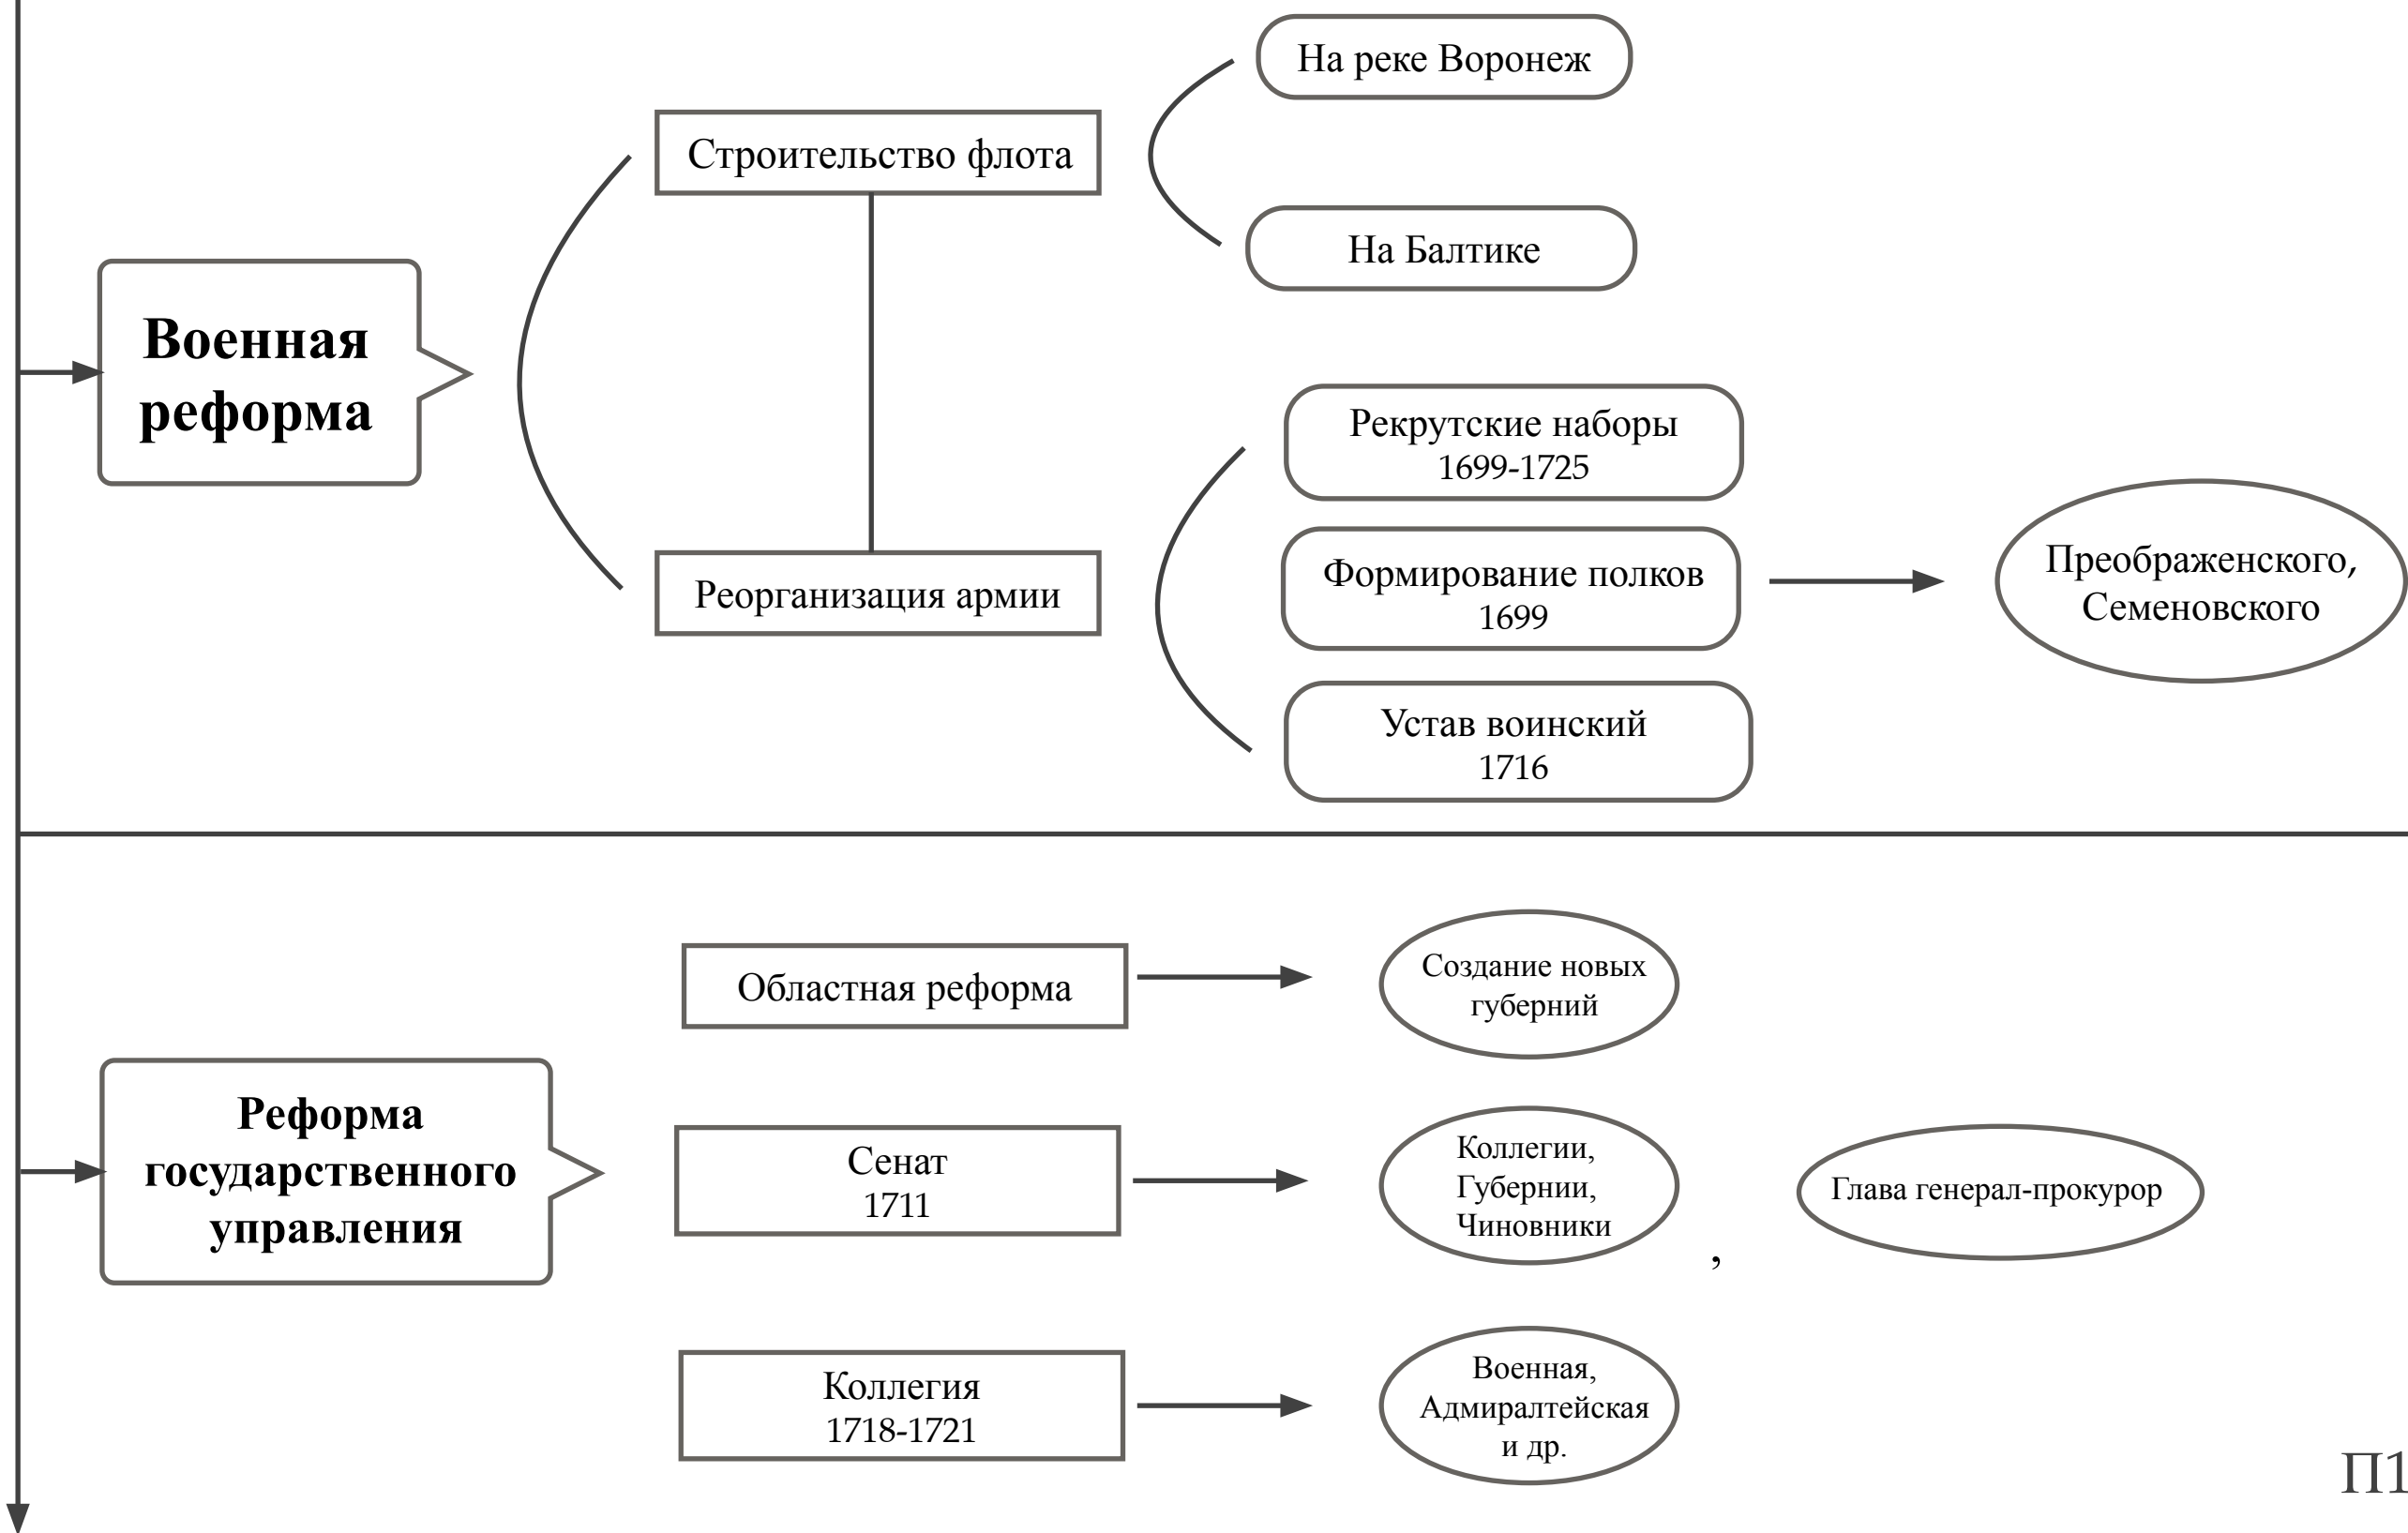 На реке Воронеж
Строительство флота
На Балтике
Военная
реформа
Рекрутские наборы
1699-1725
Формирование полков
1699
Преображенского,
Семеновского
Реорганизация армии
Устав воинский
1716
Областная реформа
Создание новых
губерний
Реформа
государственного
управления
Сенат
1711
Коллегии,
Губернии,
Чиновники
,
Глава генерал-прокурор
Коллегия
1718-1721
Военная,
Адмиралтейская
и др.
П1